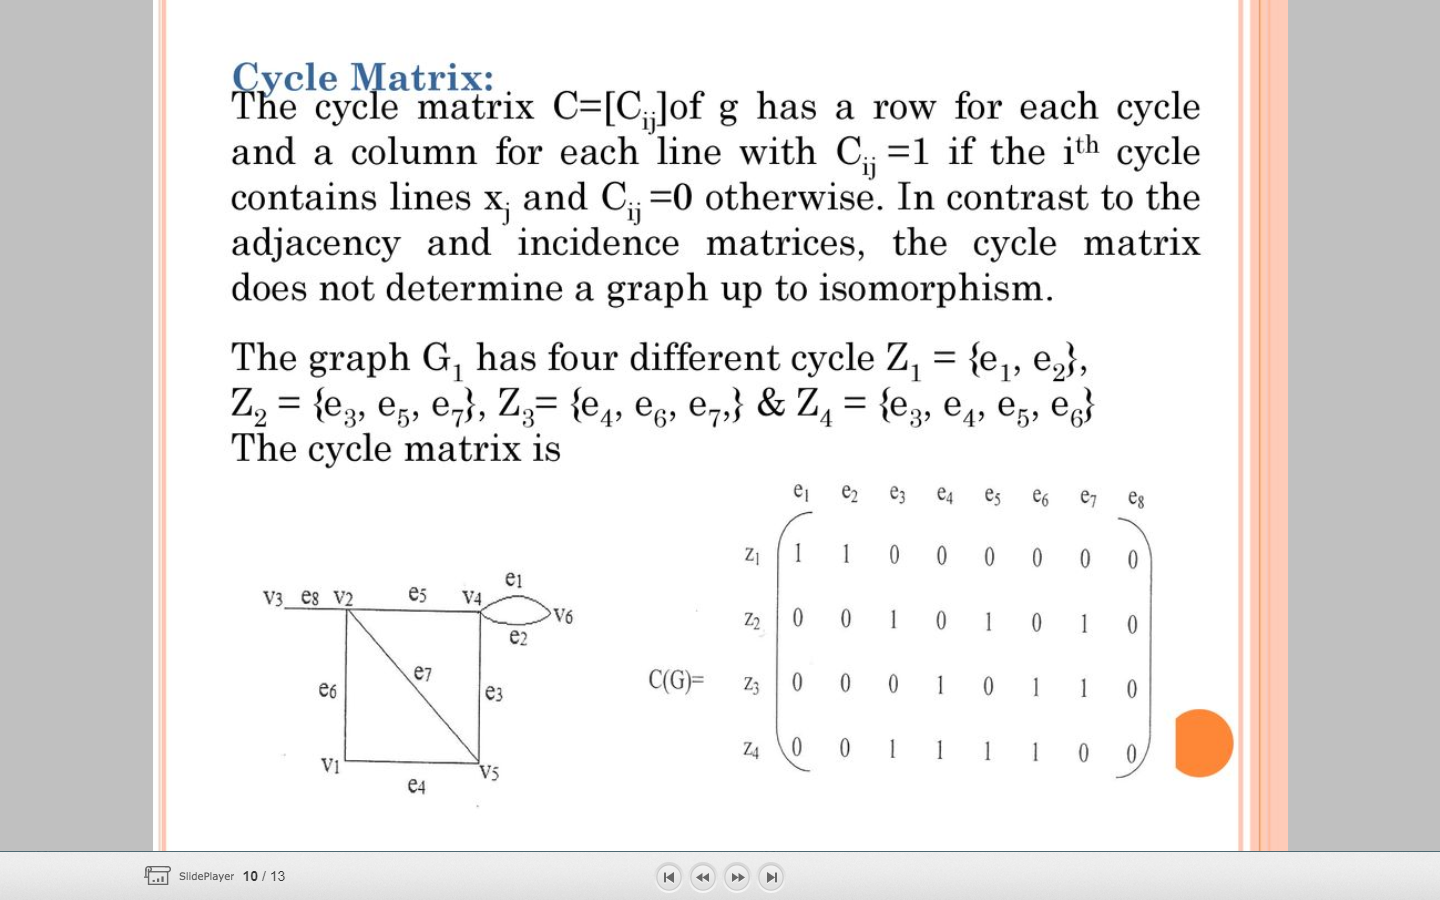 Cycle Matrix:
The cycle matrix C=[Cij]of g has a row for each cycle
and a column for each line with Cij =1 if the ith cycle
contains lines xj and Cij =0 otherwise. In contrast to the
adjacency and incidence matrices, the cycle matrix
does not determine a graph up to isomorphism.
The graph G1 has four different cycle Z1 = {e1, e2},
Z2 = {e3, e5, e7}, Z3= {e4, e6, e7,} & Z4 = {e3, e4, e5, e6}
The cycle matrix is
e1 e2 e3 e4 e5 e6 e7 e8
z1 1 1 0 0 0 0 0 0
z2 0 0 1 0 1 0 1 0
C(G)= z3 0 0 0 1 0 1 1 0
z4 0 0 1 1 1 1 0 0
e1
v3 e8 v2 e5 v4
v6
e2
e7
e6 e3
v1 v5
e4
SlidePlayer 10 / 13